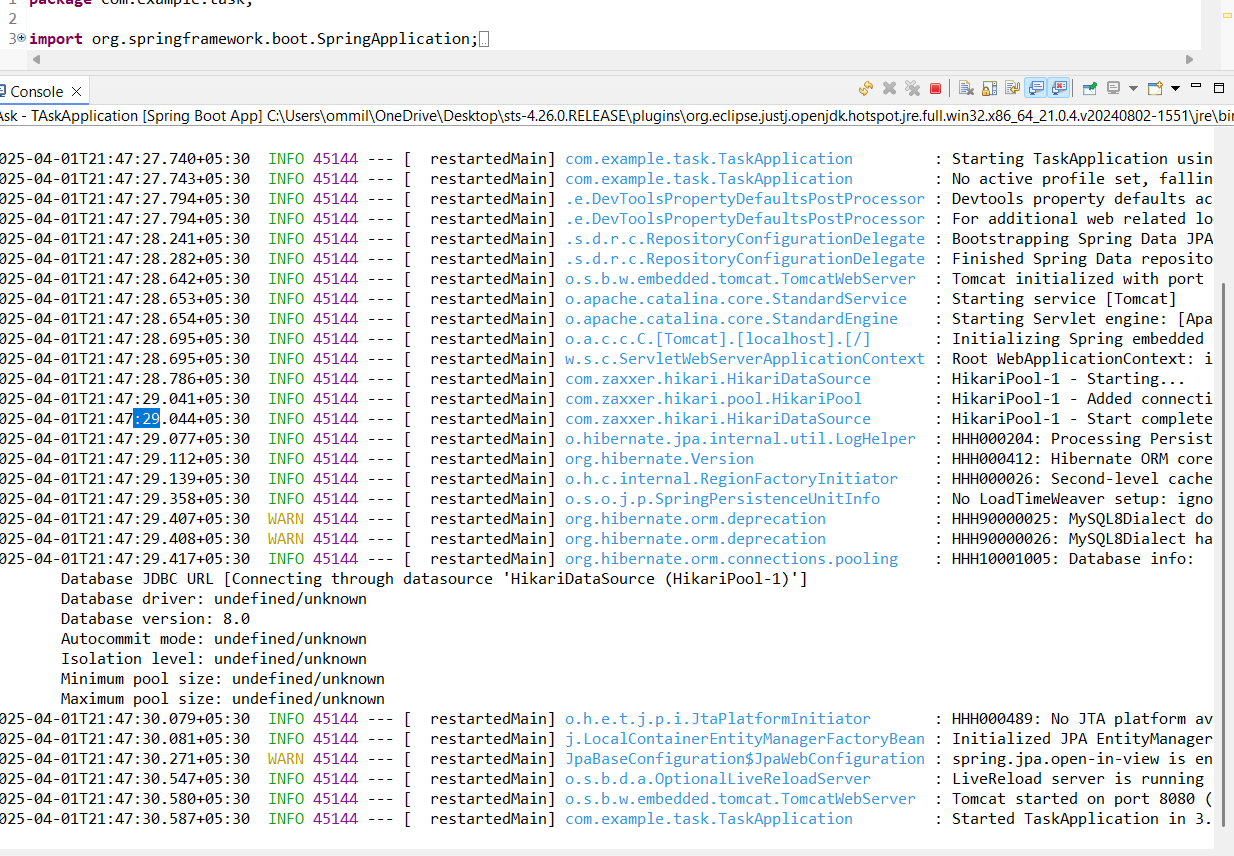 1 package com.example.task;
2
3 import org.springframework.boot.SpringApplication;
Console
Ask - TAskApplication [Spring Boot App] C:\Users\ommil\OneDrive\Desktop\sts-4.26.0.RELEASE\plugins\org.eclipse.justj.openjdk.hotspot.jre.full.win32.x86_64_21.0.4.v20240802-1551\jre\bin
025-04-01T21:47:27.740+05:30  INFO 45144 --- [  restartedMain] com.example.task.TaskApplication         : Starting TaskApplication usin
025-04-01T21:47:27.743+05:30  INFO 45144 --- [  restartedMain] com.example.task.TaskApplication         : No active profile set, fallin
025-04-01T21:47:27.794+05:30  INFO 45144 --- [  restartedMain] .e.DevToolsPropertyDefaultsPostProcessor : Devtools property defaults ac
025-04-01T21:47:27.794+05:30  INFO 45144 --- [  restartedMain] .e.DevToolsPropertyDefaultsPostProcessor : For additional web related lo
025-04-01T21:47:28.241+05:30  INFO 45144 --- [  restartedMain] .s.d.r.c.RepositoryConfigurationDelegate : Bootstrapping Spring Data JPA
025-04-01T21:47:28.282+05:30  INFO 45144 --- [  restartedMain] .s.d.r.c.RepositoryConfigurationDelegate : Finished Spring Data reposito
025-04-01T21:47:28.642+05:30  INFO 45144 --- [  restartedMain] o.s.b.w.embedded.tomcat.TomcatWebServer  : Tomcat initialized with port
025-04-01T21:47:28.653+05:30  INFO 45144 --- [  restartedMain] o.apache.catalina.core.StandardService   : Starting service [Tomcat]
025-04-01T21:47:28.654+05:30  INFO 45144 --- [  restartedMain] o.apache.catalina.core.StandardEngine    : Starting Servlet engine: [Apa
025-04-01T21:47:28.695+05:30  INFO 45144 --- [  restartedMain] o.a.c.c.C.[Tomcat].[localhost].[/]       : Initializing Spring embedded
025-04-01T21:47:28.695+05:30  INFO 45144 --- [  restartedMain] w.s.c.ServletWebServerApplicationContext : Root WebApplicationContext: i
025-04-01T21:47:28.786+05:30  INFO 45144 --- [  restartedMain] com.zaxxer.hikari.HikariDataSource       : HikariPool-1 - Starting...
025-04-01T21:47:29.041+05:30  INFO 45144 --- [  restartedMain] com.zaxxer.hikari.pool.HikariPool        : HikariPool-1 - Added connecti
025-04-01T21:47:29.044+05:30  INFO 45144 --- [  restartedMain] com.zaxxer.hikari.HikariDataSource       : HikariPool-1 - Start complete
025-04-01T21:47:29.077+05:30  INFO 45144 --- [  restartedMain] o.hibernate.jpa.internal.util.LogHelper  : HHH000204: Processing Persist
025-04-01T21:47:29.112+05:30  INFO 45144 --- [  restartedMain] org.hibernate.Version                    : HHH000412: Hibernate ORM core
025-04-01T21:47:29.139+05:30  INFO 45144 --- [  restartedMain] o.h.c.internal.RegionFactoryInitiator    : HHH000026: Second-level cache
025-04-01T21:47:29.358+05:30  INFO 45144 --- [  restartedMain] o.s.o.j.p.SpringPersistenceUnitInfo      : No LoadTimeWeaver setup: igno
025-04-01T21:47:29.407+05:30  WARN 45144 --- [  restartedMain] org.hibernate.orm.deprecation            : HHH90000025: MySQL8Dialect do
025-04-01T21:47:29.408+05:30  WARN 45144 --- [  restartedMain] org.hibernate.orm.deprecation            : HHH90000026: MySQL8Dialect ha
025-04-01T21:47:29.417+05:30  INFO 45144 --- [  restartedMain] org.hibernate.orm.connections.pooling    : HHH10001005: Database info:
Database JDBC URL [Connecting through datasource 'HikariDataSource (HikariPool-1)']
Database driver: undefined/unknown
Database version: 8.0
Autocommit mode: undefined/unknown
Isolation level: undefined/unknown
Minimum pool size: undefined/unknown
Maximum pool size: undefined/unknown
025-04-01T21:47:30.079+05:30  INFO 45144 --- [  restartedMain] o.h.e.t.j.p.i.JtaPlatformInitiator       : HHH000489: No JTA platform av
025-04-01T21:47:30.081+05:30  INFO 45144 --- [  restartedMain] j.LocalContainerEntityManagerFactoryBean : Initialized JPA EntityManager
025-04-01T21:47:30.271+05:30  WARN 45144 --- [  restartedMain] JpaBaseConfiguration$JpaWebConfiguration : spring.jpa.open-in-view is en
025-04-01T21:47:30.547+05:30  INFO 45144 --- [  restartedMain] o.s.b.d.a.OptionalLiveReloadServer       : LiveReload server is running
025-04-01T21:47:30.580+05:30  INFO 45144 --- [  restartedMain] o.s.b.w.embedded.tomcat.TomcatWebServer  : Tomcat started on port 8080 (
025-04-01T21:47:30.587+05:30  INFO 45144 --- [  restartedMain] com.example.task.TaskApplication         : Started TaskApplication in 3.